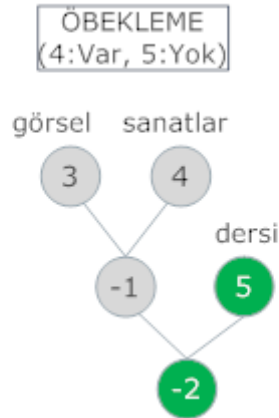 ÖBEKLEME
(4:Var, 5:Yok)
görsel sanatlar
3 4
dersi
-1 5
-2